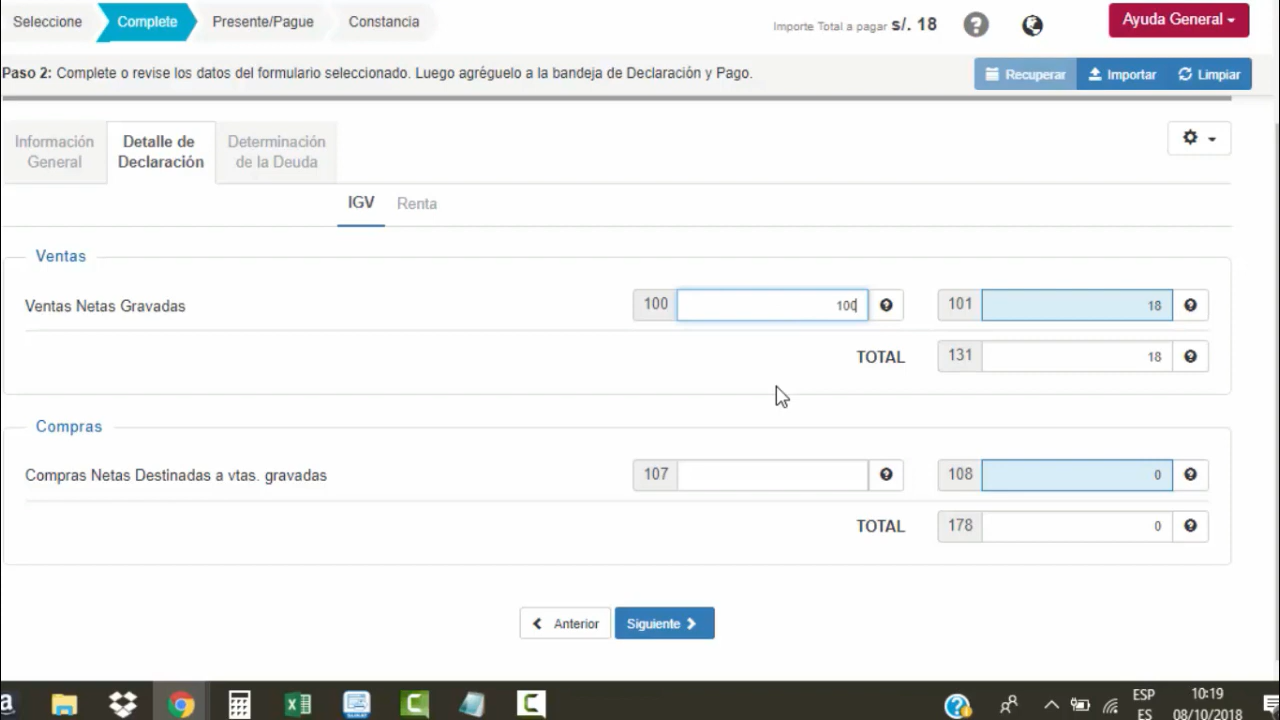 Seleccione Complete Presente/Pague Constancia Importe Total a pagar s/. 18 Ayuda General
Paso 2: Complete o revise los datos del formulario seleccionado. Luego agréguelo a la bandeja de Declaración y Pago. Recuperar Importar Limpiar
Información General
Detalle de Declaración
Determinación de la Deuda
IGV Renta
Ventas
Ventas Netas Gravadas 100 100 101 18
TOTAL 131 18
Compras
Compras Netas Destinadas a vtas. gravadas 107 108 0
TOTAL 178 0
Anterior Siguiente
ESP 10:19
ES 08/10/2018